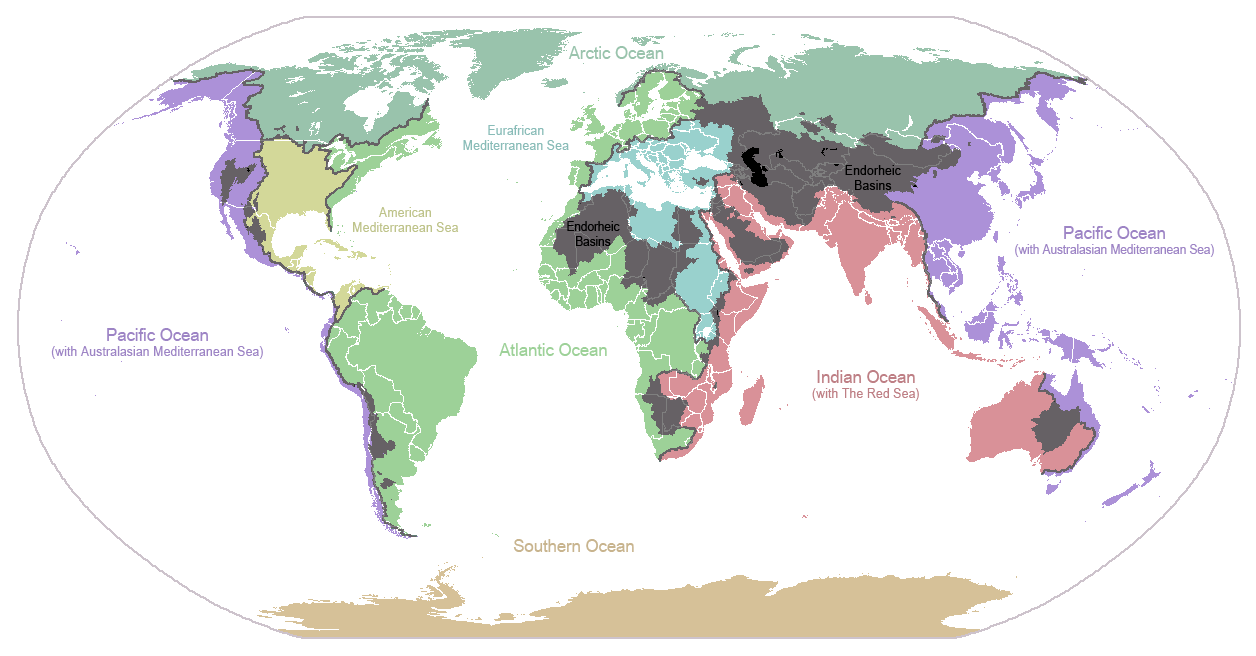 Arctic Ocean
Eurafrican
Mediterranean Sea
Endorheic
Basins
American
Mediterranean Sea
Endorheic
Basins
Pacific Ocean
(with Australasian Mediterranean Sea)
Pacific Ocean
(with Australasian Mediterranean Sea)
Atlantic Ocean
Indian Ocean
(with The Red Sea)
Southern Ocean